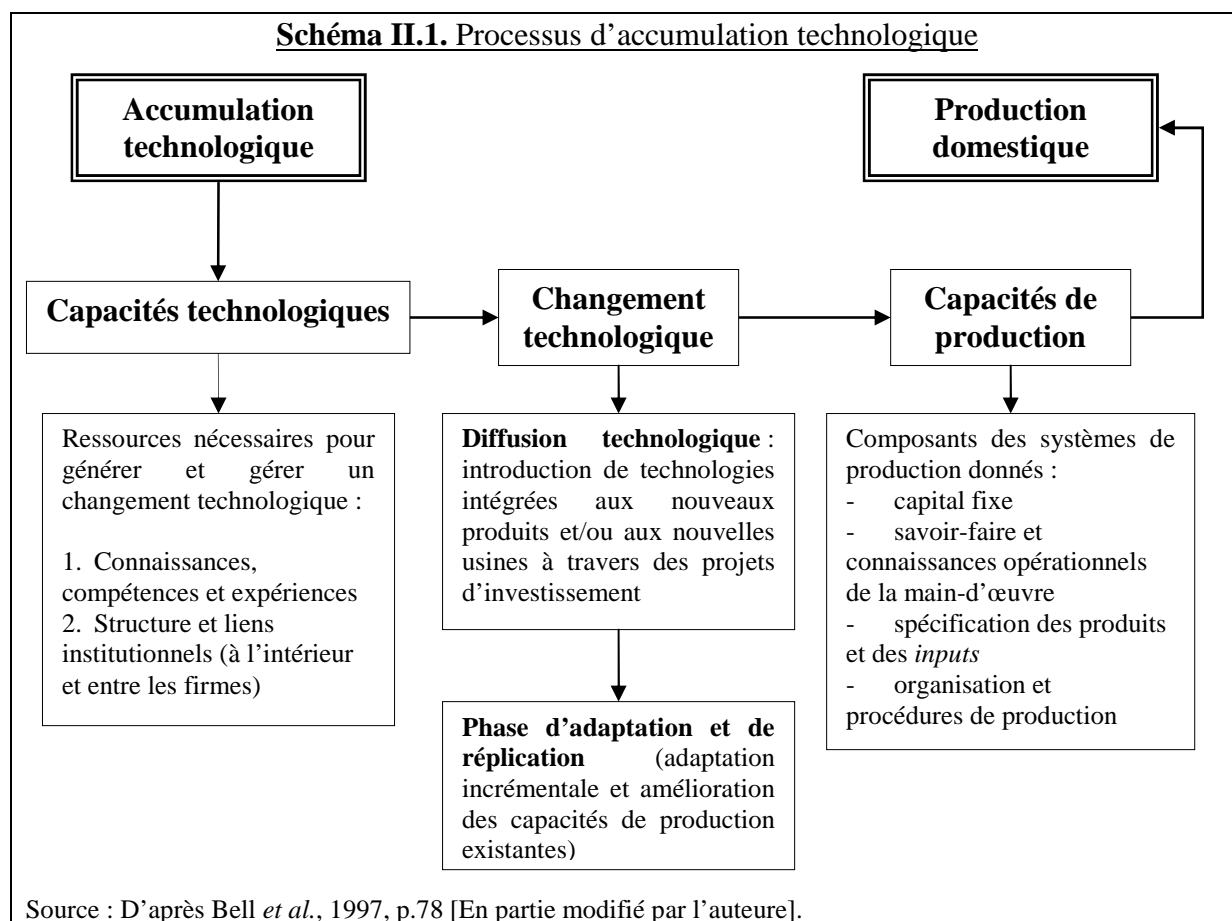 Schéma II.1. Processus d’accumulation technologique
Accumulation
technologique
Production
domestique
Capacités technologiques
Changement
technologique
Capacités de
production
Ressources nécessaires pour
générer et gérer un
changement technologique :
1. Connaissances,
compétences et expériences
2. Structure et liens
institutionnels (à l’intérieur
et entre les firmes)
Diffusion technologique :
introduction de technologies
intégrées aux nouveaux
produits et/ou aux nouvelles
usines à travers des projets
d’investissement
Phase d’adaptation et de
réplication (adaptation
incrémentale et amélioration
des capacités de production
existantes)
Composants des systèmes de
production donnés :
- capital fixe
- savoir-faire et
connaissances opérationnels
de la main-d’œuvre
- spécification des produits
et des inputs
- organisation et
procédures de production
Source : D’après Bell et al., 1997, p.78 [En partie modifié par l’auteure].